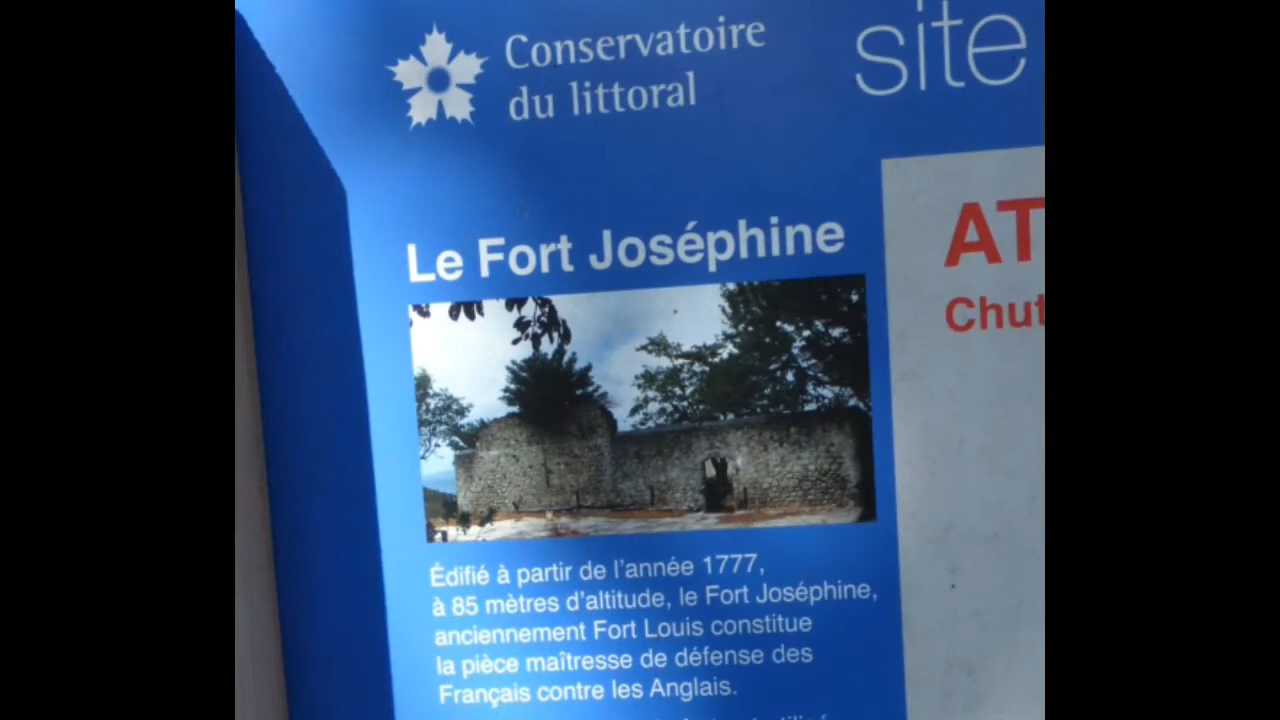 Conservatoire
du littoral
site
Le Fort Joséphine
AT
Chut
Édifié à partir de l'année 1777,
à 85 mètres d'altitude, le Fort Joséphine,
anciennement Fort Louis constitue
la pièce maîtresse de défense des
Français contre les Anglais.